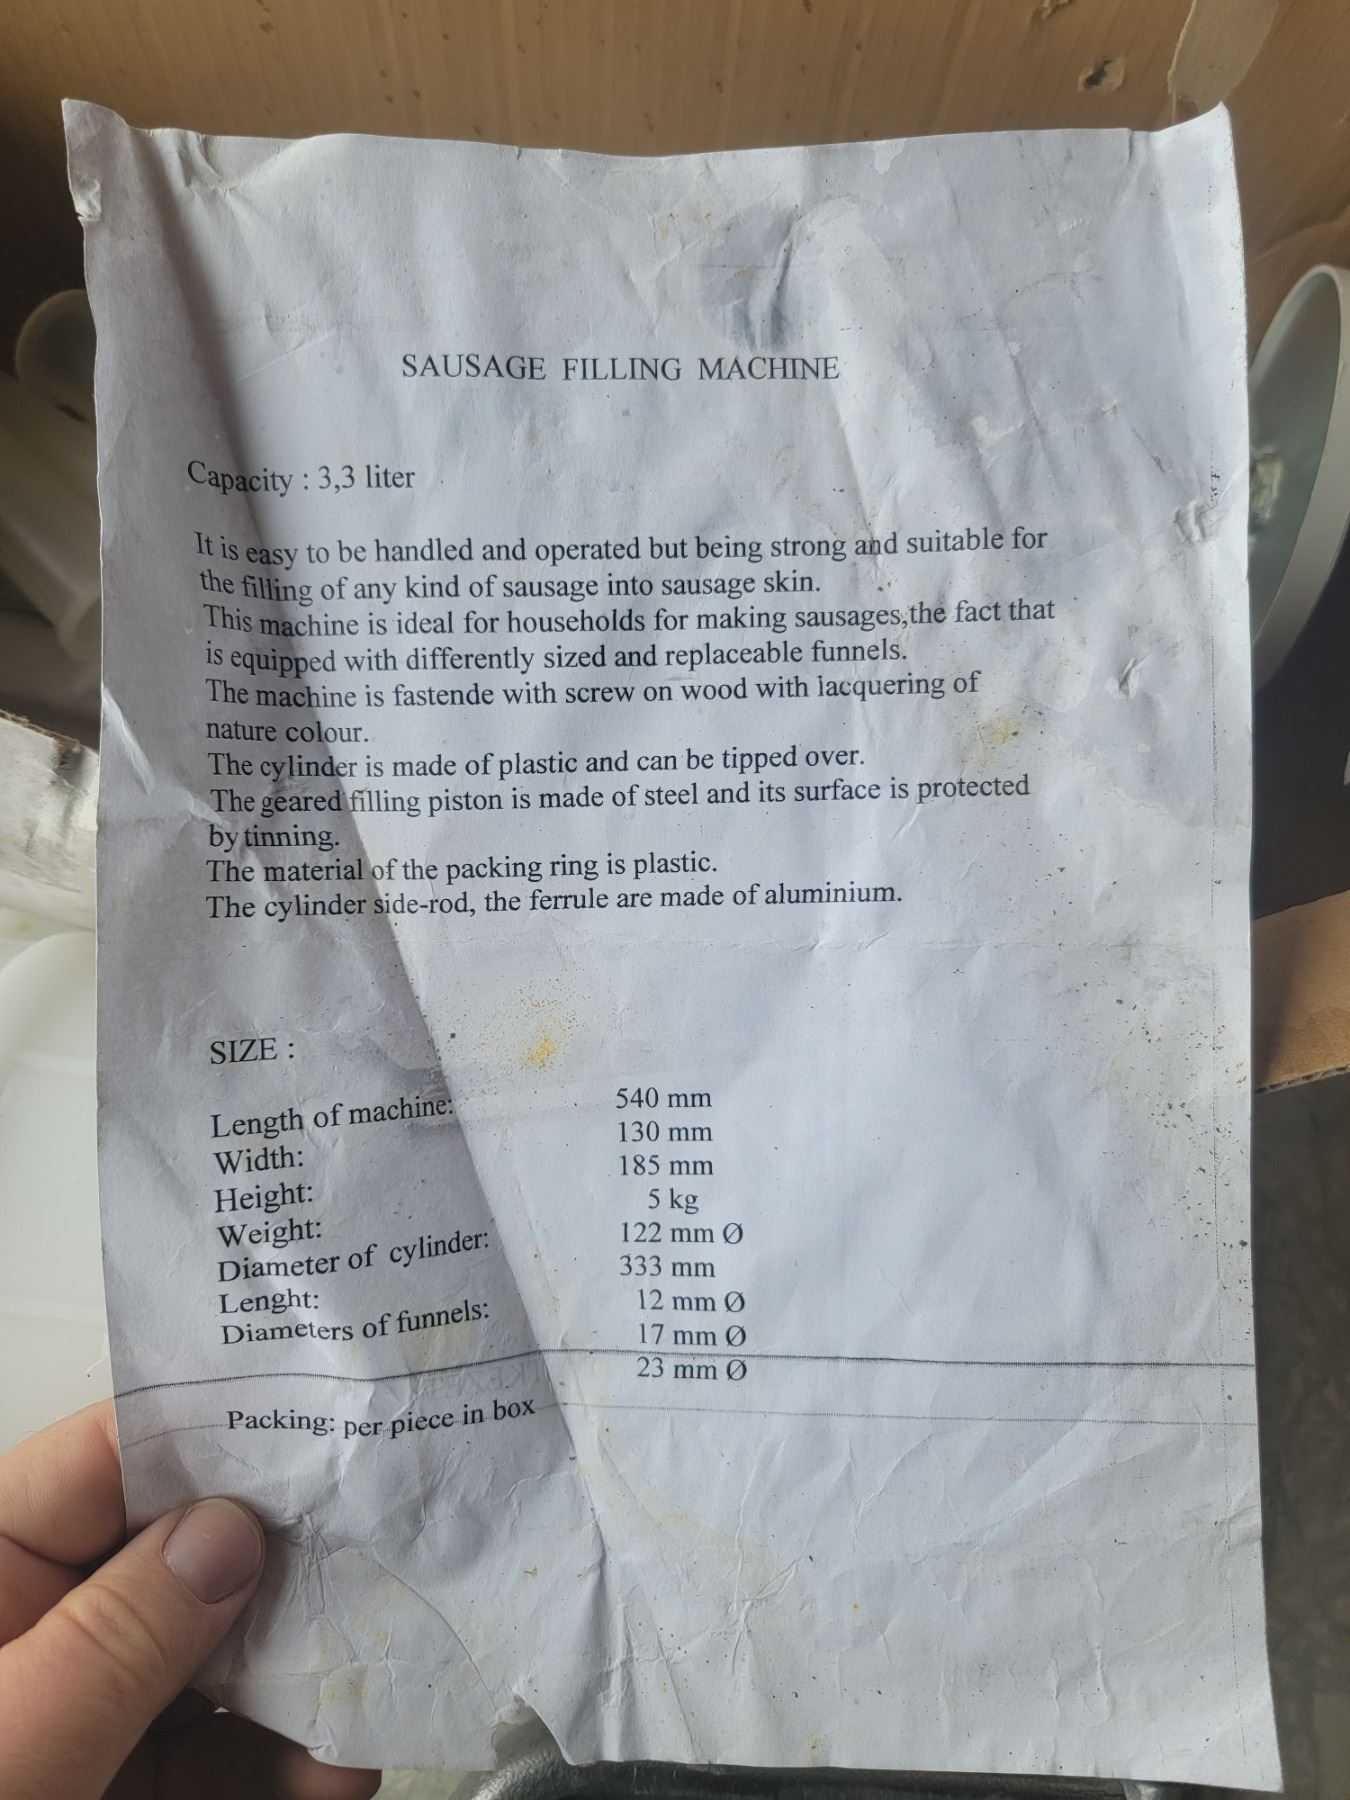 SAUSAGE FILLING MACHINE
Capacity : 3,3 liter
It is easy to be handled and operated but being strong and suitable for
the filling of any kind of sausage into sausage skin.
This machine is ideal for households for making sausages,the fact that
is equipped with differently sized and replaceable funnels.
The machine is fastende with screw on wood with lacquering of
nature colour.
The cylinder is made of plastic and can be tipped over.
The geared filling piston is made of steel and its surface is protected
by tinning.
The material of the packing ring is plastic.
The cylinder side-rod, the ferrule are made of aluminium.
SIZE :
Length of machine: 540 mm
Width: 130 mm
Height: 185 mm
Weight: 5 kg
Diameter of cylinder: 122 mm Ø
Lenght: 333 mm
Diameters of funnels: 12 mm Ø
17 mm Ø
23 mm Ø
Packing: per piece in box